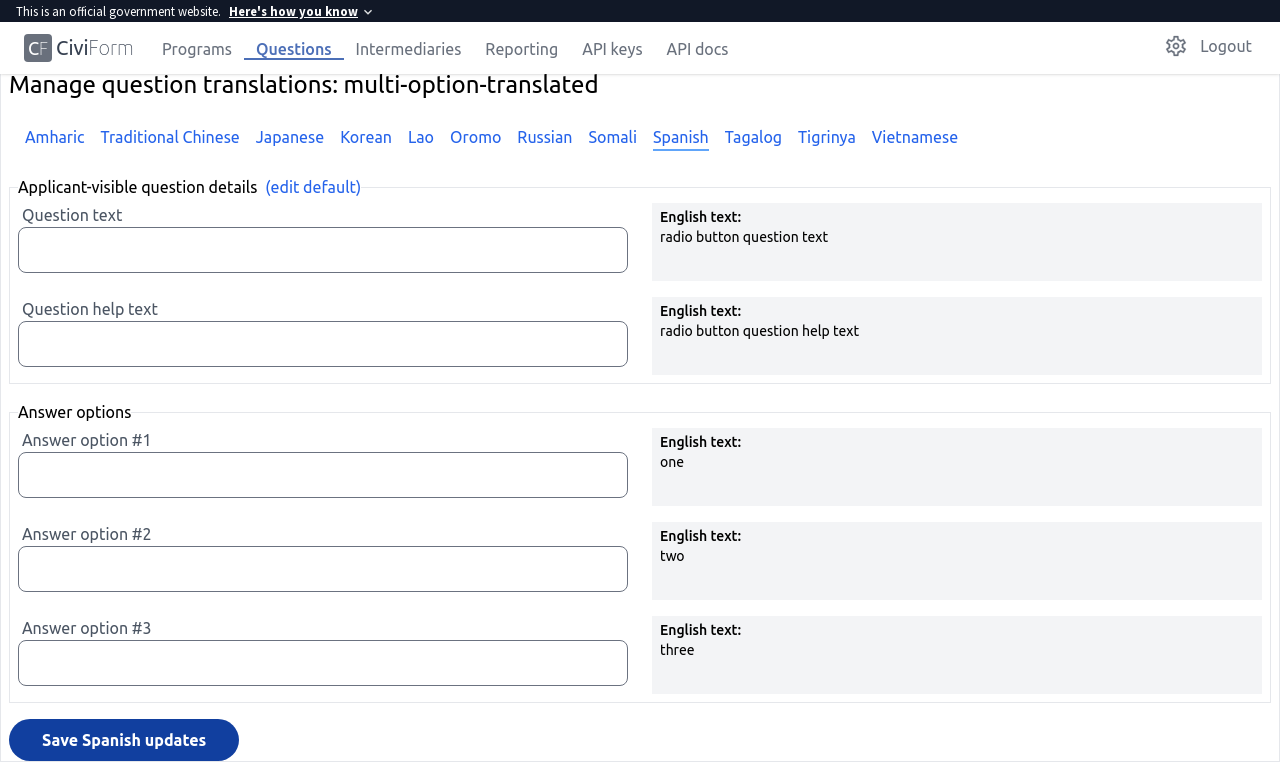 This is an official government website. Here's how you know
CF CiviForm Programs Questions Intermediaries Reporting API keys API docs Logout
Manage question translations: multi-option-translated
Amharic Traditional Chinese Japanese Korean Lao Oromo Russian Somali Spanish Tagalog Tigrinya Vietnamese
Applicant-visible question details (edit default)
Question text
English text:
radio button question text
Question help text
English text:
radio button question help text
Answer options
Answer option #1
English text:
one
Answer option #2
English text:
two
Answer option #3
English text:
three
Save Spanish updates